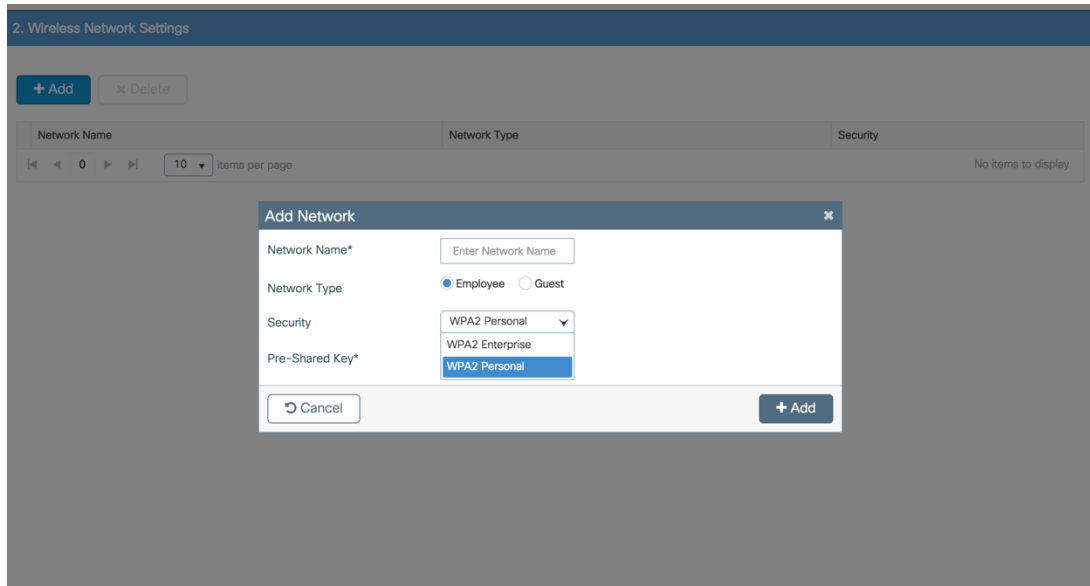 2. Wireless Network Settings
+ Add
✖ Delete
Network Name Network Type Security
0 10 items per page No items to display
Add Network
Network Name* Enter Network Name
Network Type Employee Guest
Security WPA2 Personal
WPA2 Enterprise
Pre-Shared Key* WPA2 Personal
Cancel + Add